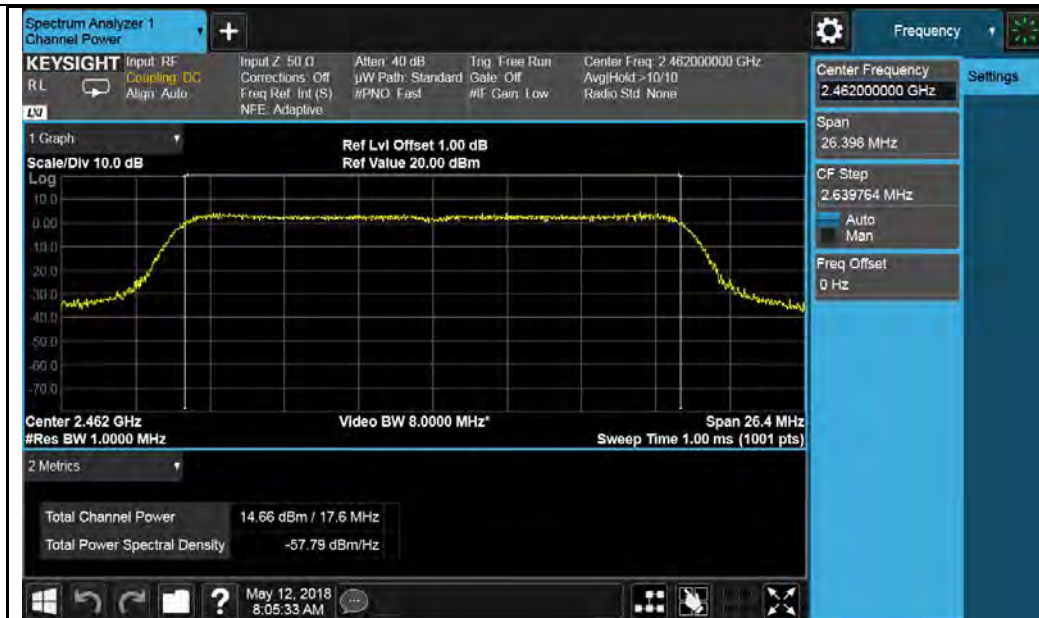 Spectrum Analyzer 1
Channel Power
+
Frequency
KEYSIGHT
RL
LXI
Input: RF
Coupling: DC
Align: Auto
Input Z: 50 Ω
Corrections: Off
Freq Ref: Int (S)
NFE: Adaptive
Atten: 40 dB
µW Path: Standard
#PNO: Fast
Trig: Free Run
Gate: Off
#IF Gain: Low
Center Freq: 2.462000000 GHz
Avg|Hold:>10/10
Radio Std: None
Center Frequency
2.462000000 GHz
Settings
Span
26.398 MHz
CF Step
2.639764 MHz
Auto
Man
Freq Offset
0 Hz
1 Graph
Scale/Div 10.0 dB
Ref Lvl Offset 1.00 dB
Ref Value 20.00 dBm
Log
10.0
0.00
-10.0
-20.0
-30.0
-40.0
-50.0
-60.0
-70.0
Center 2.462 GHz
Video BW 8.0000 MHz*
Span 26.4 MHz
#Res BW 1.0000 MHz
Sweep Time 1.00 ms (1001 pts)
2 Metrics
Total Channel Power 14.66 dBm / 17.6 MHz
Total Power Spectral Density -57.79 dBm/Hz
?
May 12, 2018
8:05:33 AM